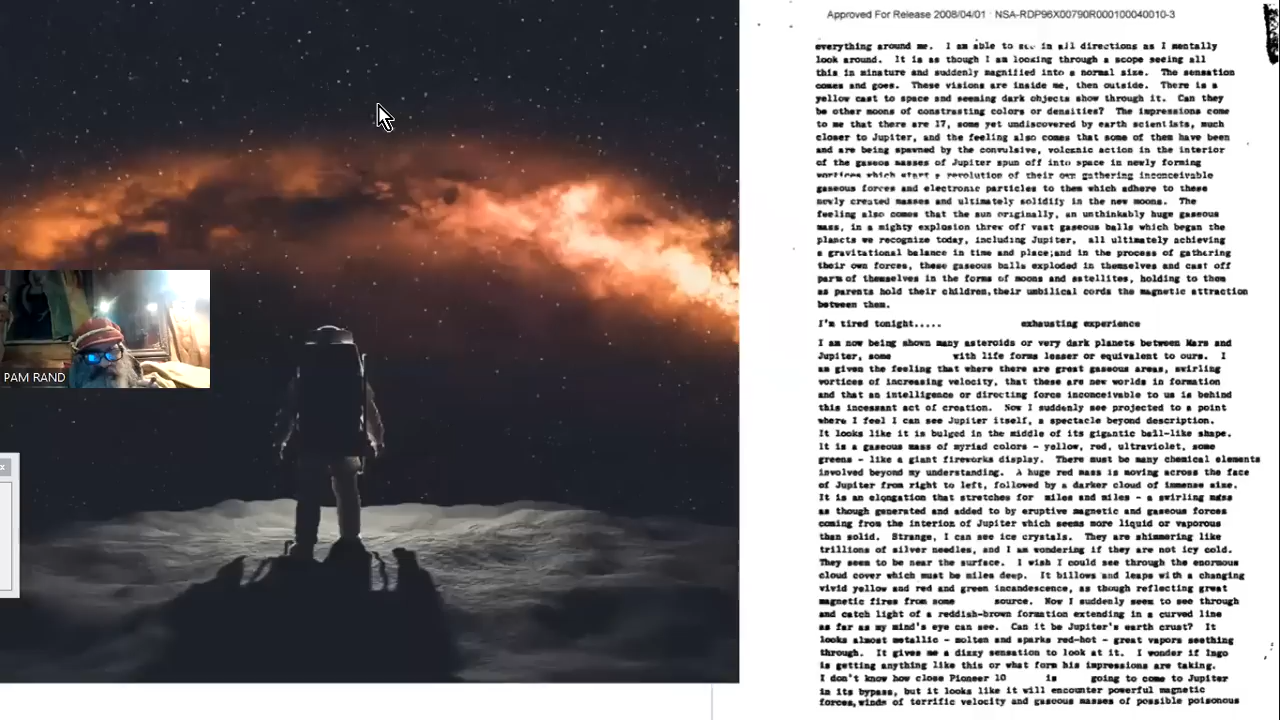 Approved For Release 2008/04/01 : NSA-RDP96X00790R000100040010-3
everything around me. I am able to see in all directions as I mentally
look around. It is as though I am looking through a scope seeing all
this in minature and suddenly magnified into a normal size. The sensation
comes and goes. These visions are inside me, then outside. There is a
yellow cast to space and seeming dark objects show through it. Can they
be other moons of constrasting colors or densities? The impressions come
to me that there are 17, some yet undiscovered by earth scientists, much
closer to Jupiter, and the feeling also comes that some of them have been
and are being spawned by the convulsive, volcanic action in the interior
of the gaseos masses of Jupiter spun off into space in newly forming
vortices which start a revolution of their own gathering inconceivable
gaseous forces and electronic particles to them which adhere to these
newly created masses and ultimately solidify in the new moons. The
feeling also comes that the sun originally, an unthinkably huge gaseous
mass, in a mighty explosion threw off vast gaseous balls which began the
planets we recognize today, including Jupiter, all ultimately achieving
a gravitational balance in time and place;and in the process of gathering
their own forces, these gaseous balls exploded in themselves and cast off
parts of themselves in the forms of moons and satellites, holding to them
as parents hold their children,their umbilical cords the magnetic attraction
between them.
I'm tired tonight..... exhausting experience
I am now being shown many asteroids or very dark planets between Mars and
Jupiter, some with life forms lesser or equivalent to ours. I
am given the feeling that where there are great gaseous areas, swirling
vortices of increasing velocity, that these are new worlds in formation
and that an intelligence or directing force inconceivable to us is behind
this incessant act of creation. Now I suddenly see projected to a point
where I feel I can see Jupiter itself, a spectacle beyond description.
It looks like it is bulged in the middle of its gigantic ball-like shape.
It is a gaseous mass of myriad colors - yellow, red, ultraviolet, some
greens - like a giant fireworks display. There must be many chemical elements
involved beyond my understanding. A huge red mass is moving across the face
of Jupiter from right to left, followed by a darker cloud of immense size.
It is an elongation that stretches for miles and miles - a swirling mass
as though generated and added to by eruptive magnetic and gaseous forces
coming from the interior of Jupiter which seems more liquid or vaporous
than solid. Strange, I can see ice crystals. They are shimmering like
trillions of silver needles, and I am wondering if they are not icy cold.
They seem to be near the surface. I wish I could see through the enormous
cloud cover which must be miles deep. It billows and leaps with a changing
vivid yellow and red and green incandescence, as though reflecting great
magnetic fires from some source. Now I suddenly seem to see through
and catch light of a reddish-brown formation extending in a curved line
as far as my mind's eye can see. Can it be Jupiter's earth crust? It
looks almost metallic - molten and sparks red-hot - great vapors seething
through. It gives me a dizzy sensation to look at it. I wonder if Ingo
is getting anything like this or what form his impressions are taking.
I don't know how close Pioneer 10 is going to come to Jupiter
in its bypass, but it looks like it will encounter powerful magnetic
forces,winds of terrific velocity and gaseous masses of possible poisonous
PAM RAND